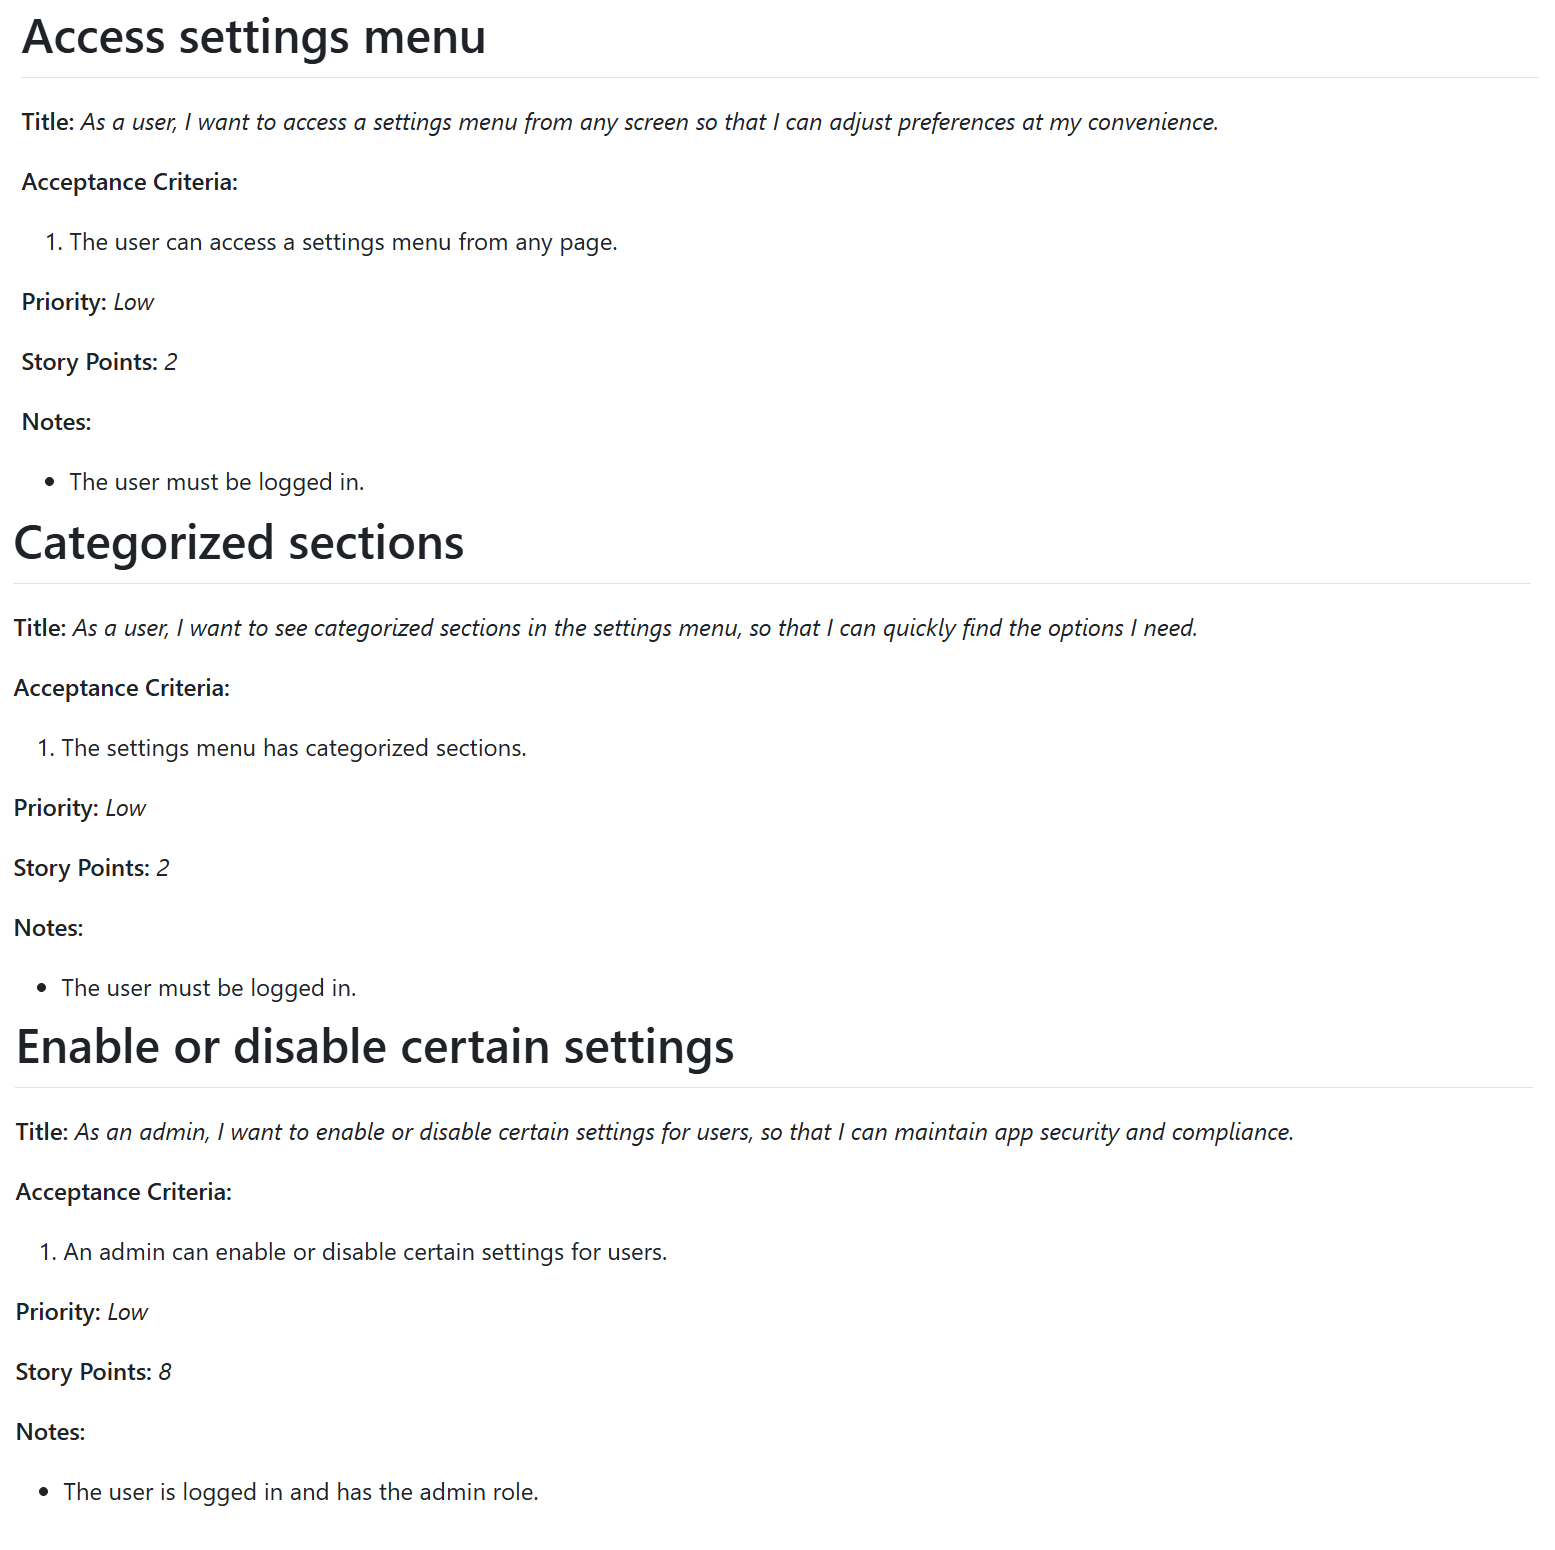 Access settings menu
Title: As a user, I want to access a settings menu from any screen so that I can adjust preferences at my convenience.
Acceptance Criteria:
1. The user can access a settings menu from any page.
Priority: Low
Story Points: 2
Notes:
• The user must be logged in.
Categorized sections
Title: As a user, I want to see categorized sections in the settings menu, so that I can quickly find the options I need.
Acceptance Criteria:
1. The settings menu has categorized sections.
Priority: Low
Story Points: 2
Notes:
• The user must be logged in.
Enable or disable certain settings
Title: As an admin, I want to enable or disable certain settings for users, so that I can maintain app security and compliance.
Acceptance Criteria:
1. An admin can enable or disable certain settings for users.
Priority: Low
Story Points: 8
Notes:
• The user is logged in and has the admin role.